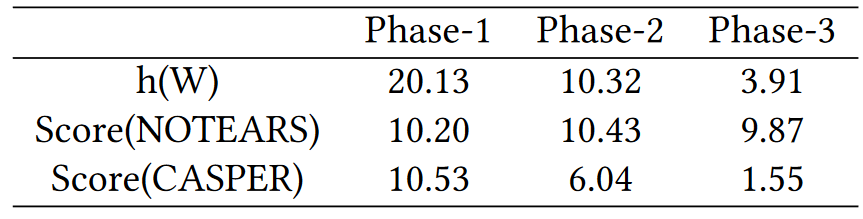 Phase-1 Phase-2 Phase-3
h(W) 20.13 10.32 3.91
Score(NOTEARS) 10.20 10.43 9.87
Score(CASPER) 10.53 6.04 1.55